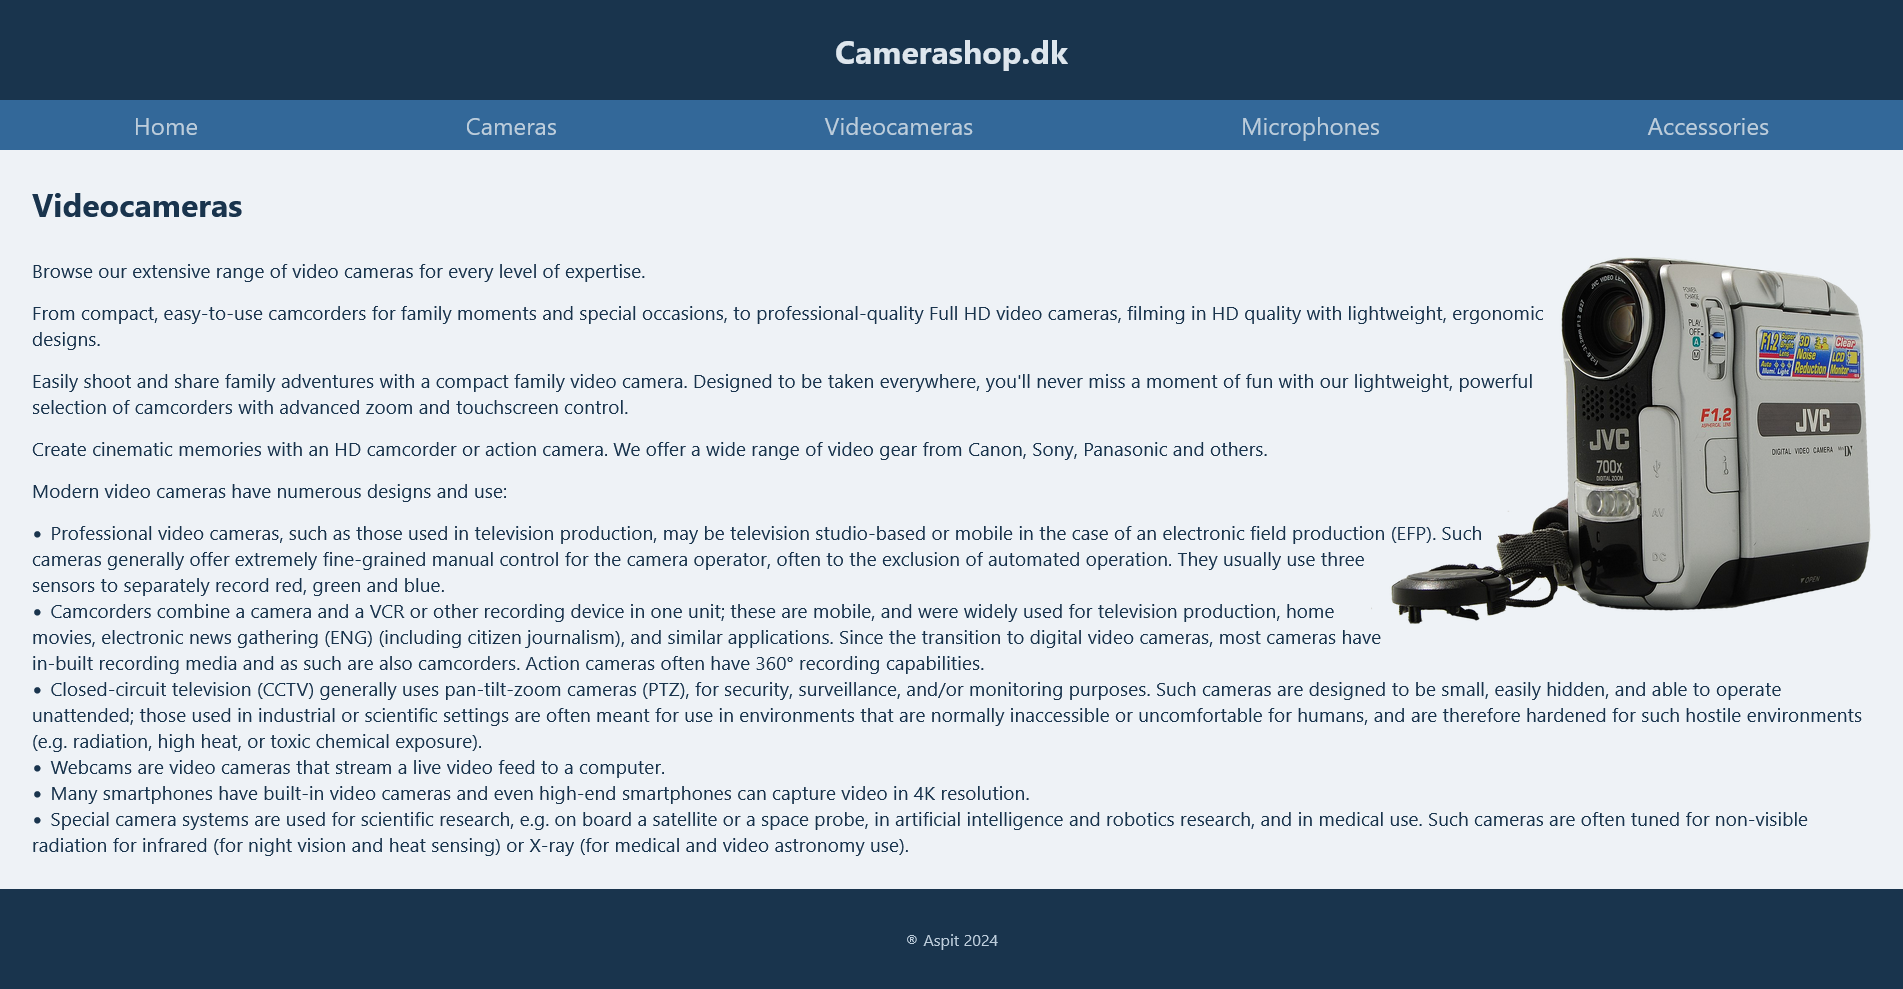 Camerashop.dk
Home
Cameras
Videocameras
Microphones
Accessories
Videocameras
Browse our extensive range of video cameras for every level of expertise.
From compact, easy-to-use camcorders for family moments and special occasions, to professional-quality Full HD video cameras, filming in HD quality with lightweight, ergonomic
designs.
Easily shoot and share family adventures with a compact family video camera. Designed to be taken everywhere, you'll never miss a moment of fun with our lightweight, powerful
selection of camcorders with advanced zoom and touchscreen control.
Create cinematic memories with an HD camcorder or action camera. We offer a wide range of video gear from Canon, Sony, Panasonic and others.
Modern video cameras have numerous designs and use:
• Professional video cameras, such as those used in television production, may be television studio-based or mobile in the case of an electronic field production (EFP). Such
cameras generally offer extremely fine-grained manual control for the camera operator, often to the exclusion of automated operation. They usually use three
sensors to separately record red, green and blue.
• Camcorders combine a camera and a VCR or other recording device in one unit; these are mobile, and were widely used for television production, home
movies, electronic news gathering (ENG) (including citizen journalism), and similar applications. Since the transition to digital video cameras, most cameras have
in-built recording media and as such are also camcorders. Action cameras often have 360° recording capabilities.
• Closed-circuit television (CCTV) generally uses pan-tilt-zoom cameras (PTZ), for security, surveillance, and/or monitoring purposes. Such cameras are designed to be small, easily hidden, and able to operate
unattended; those used in industrial or scientific settings are often meant for use in environments that are normally inaccessible or uncomfortable for humans, and are therefore hardened for such hostile environments
(e.g. radiation, high heat, or toxic chemical exposure).
• Webcams are video cameras that stream a live video feed to a computer.
• Many smartphones have built-in video cameras and even high-end smartphones can capture video in 4K resolution.
• Special camera systems are used for scientific research, e.g. on board a satellite or a space probe, in artificial intelligence and robotics research, and in medical use. Such cameras are often tuned for non-visible
radiation for infrared (for night vision and heat sensing) or X-ray (for medical and video astronomy use).
POWER
CHARGE
PLAY
OFF
A
M
F1.2
3D
Noise
Reduction
Clear
LCD
Monitor
F1.2
JVC
DIGITAL VIDEO CAMERA
JVC
700x
DIGITAL ZOOM
AV
DC
OPEN
® Aspit 2024